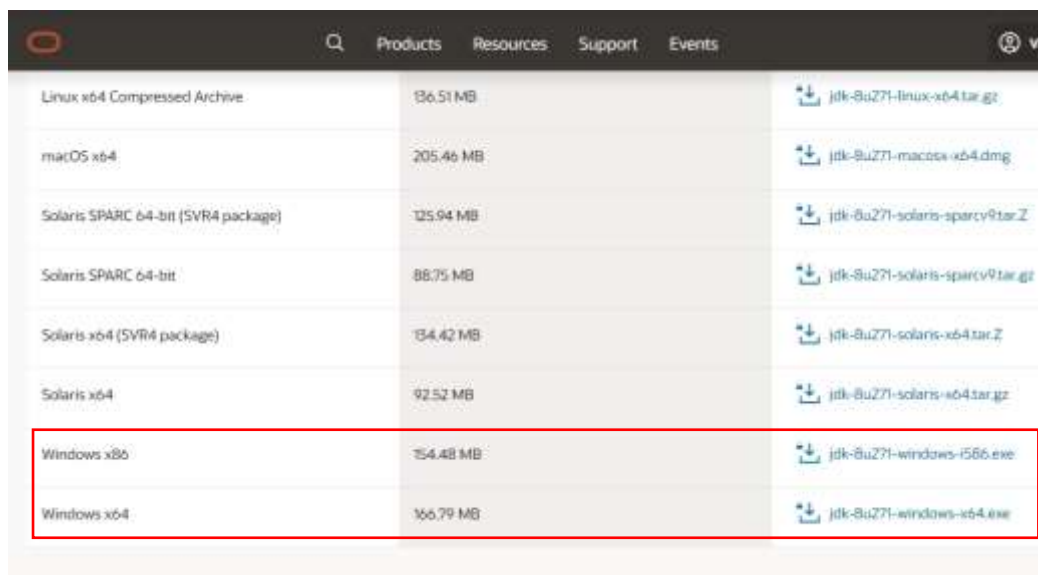 Products Resources Support Events
Linux x64 Compressed Archive 136.51 MB jdk-8u271-linux-x64.tar.gz
macOS x64 205.46 MB jdk-8u271-macosx-x64.dmg
Solaris SPARC 64-bit (SVR4 package) 125.94 MB jdk-8u271-solaris-sparcv9.tar.Z
Solaris SPARC 64-bit 88.75 MB jdk-8u271-solaris-sparcv9.tar.gz
Solaris x64 (SVR4 package) 134.42 MB jdk-8u271-solaris-x64.tar.Z
Solaris x64 92.52 MB jdk-8u271-solaris-x64.tar.gz
Windows x86 154.48 MB jdk-8u271-windows-i586.exe
Windows x64 166.79 MB jdk-8u271-windows-x64.exe